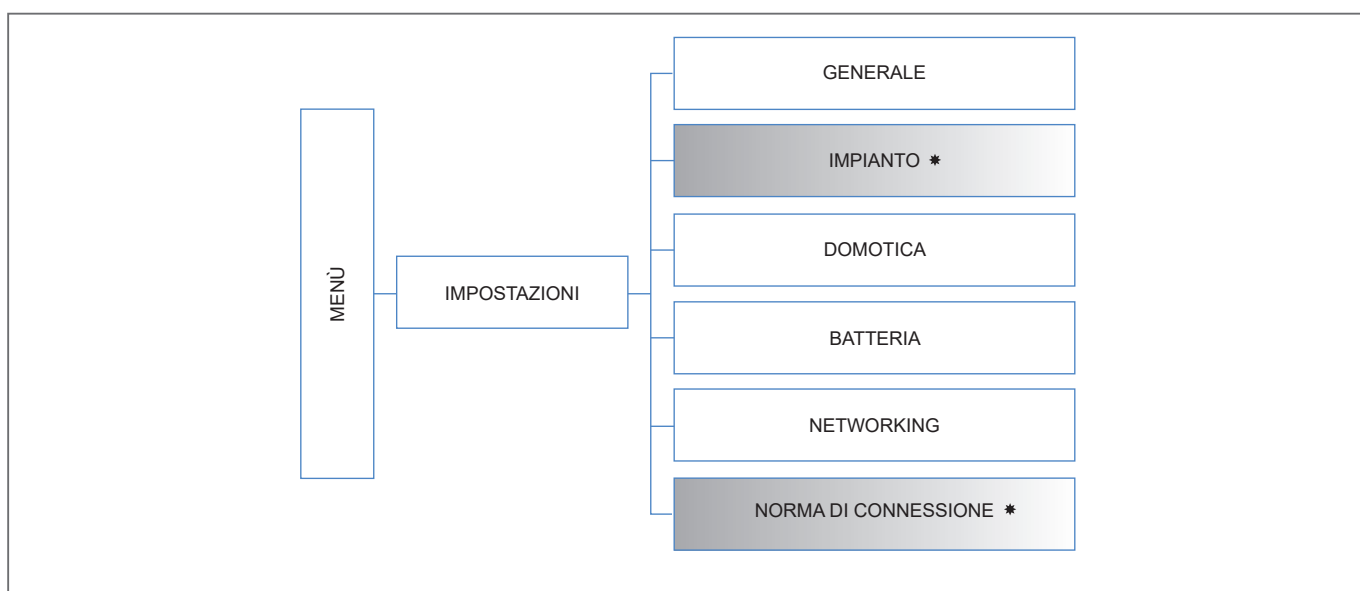 MENÙ
IMPOSTAZIONI
GENERALE
IMPIANTO *
DOMOTICA
BATTERIA
NETWORKING
NORMA DI CONNESSIONE *